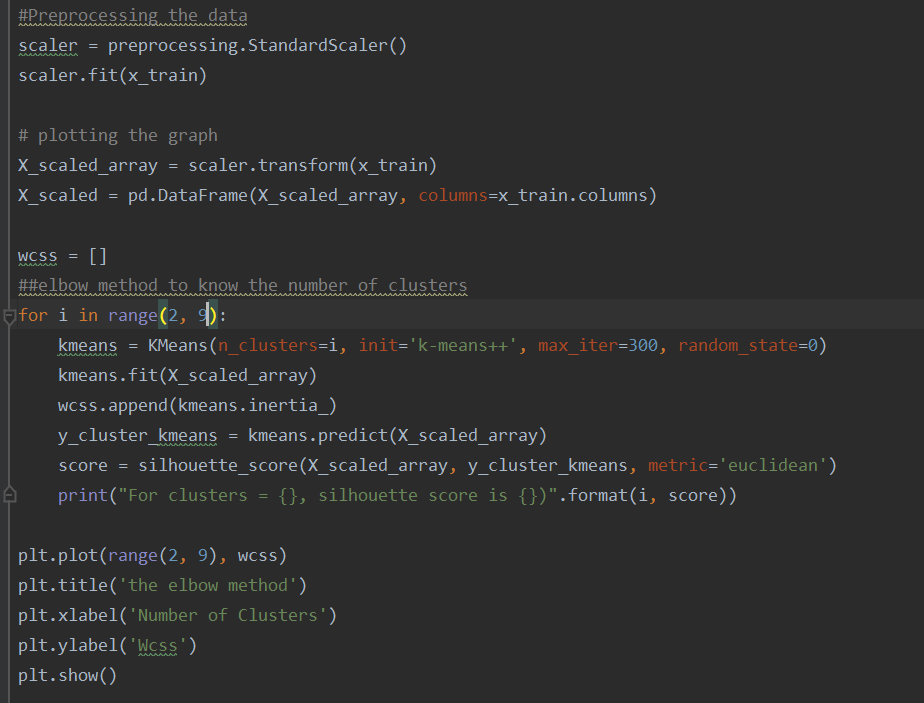 #Preprocessing the data
scaler = preprocessing.StandardScaler()
scaler.fit(x_train)
# plotting the graph
X_scaled_array = scaler.transform(x_train)
X_scaled = pd.DataFrame(X_scaled_array, columns=x_train.columns)
wcss = []
##elbow method to know the number of clusters
for i in range(2, 9):
    kmeans = KMeans(n_clusters=i, init='k-means++', max_iter=300, random_state=0)
    kmeans.fit(X_scaled_array)
    wcss.append(kmeans.inertia_)
    y_cluster_kmeans = kmeans.predict(X_scaled_array)
    score = silhouette_score(X_scaled_array, y_cluster_kmeans, metric='euclidean')
    print("For clusters = {}, silhouette score is {})".format(i, score))
plt.plot(range(2, 9), wcss)
plt.title('the elbow method')
plt.xlabel('Number of Clusters')
plt.ylabel('Wcss')
plt.show()